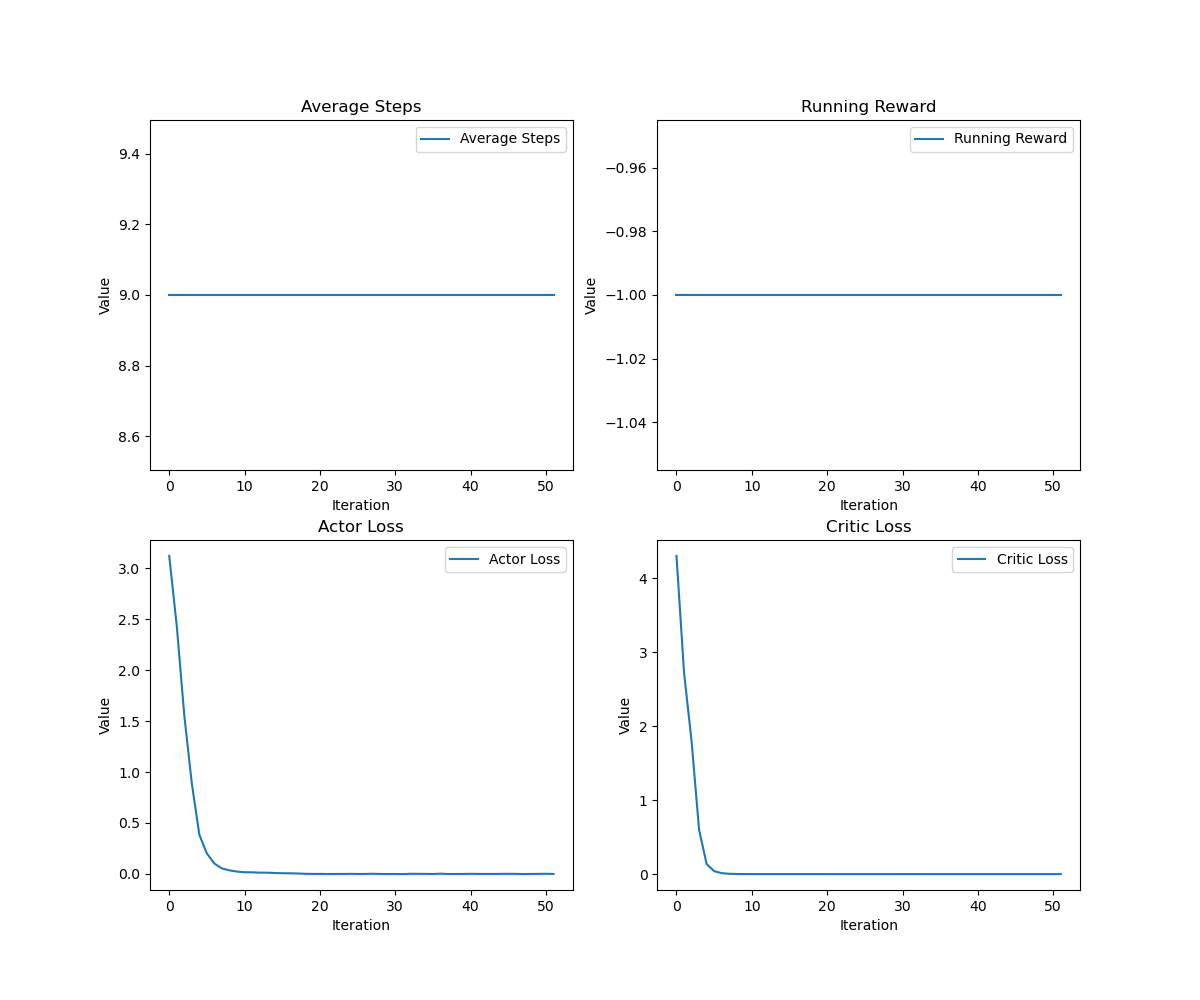 Average Steps
Running Reward
Average Steps
Running Reward
9.4
9.2
9.0
8.8
8.6
Value
0 10 20 30 40 50
Iteration
−0.96
−0.98
−1.00
−1.02
−1.04
Value
0 10 20 30 40 50
Iteration
Actor Loss
Critic Loss
Actor Loss
Critic Loss
3.0
2.5
2.0
1.5
1.0
0.5
0.0
Value
0 10 20 30 40 50
Iteration
4
3
2
1
0
Value
0 10 20 30 40 50
Iteration